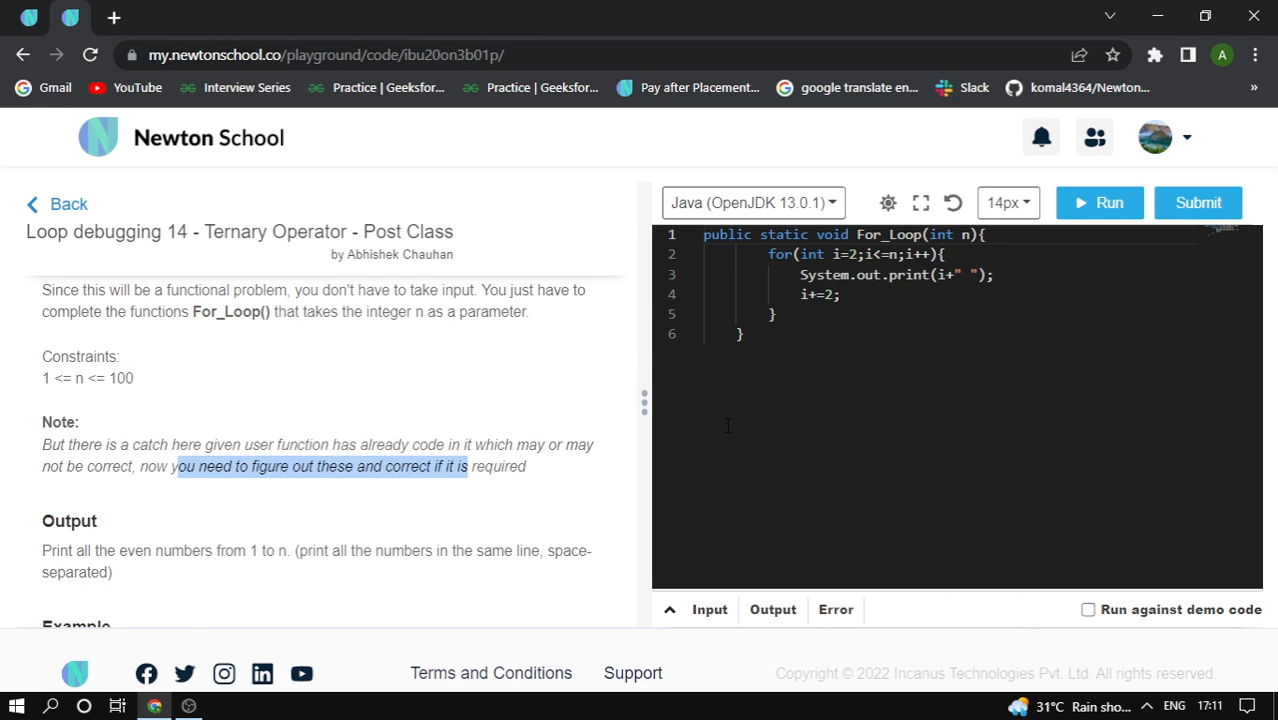 my.newtonschool.co/playground/code/ibu20on3b01p/
A
Gmail YouTube Interview Series Practice | Geeksfor... Practice | Geeksfor... Pay after Placement... google translate en... Slack komal4364/Newton... »
Newton School
Back
Loop debugging 14 - Ternary Operator - Post Class
by Abhishek Chauhan
Since this will be a functional problem, you don't have to take input. You just have to
complete the functions For_Loop() that takes the integer n as a parameter.
Constraints:
1 <= n <= 100
Note:
But there is a catch here given user function has already code in it which may or may
not be correct, now you need to figure out these and correct if it is required
Output
Print all the even numbers from 1 to n. (print all the numbers in the same line, space-
separated)
Example
Java (OpenJDK 13.0.1) 14px Run Submit
1 public static void For_Loop(int n){
2 for(int i=2;i<=n;i++){
3 System.out.print(i+" ");
4 i+=2;
5 }
6 }
Input Output Error Run against demo code
Terms and Conditions Support Copyright © 2022 Incanus Technologies Pvt. Ltd. All rights reserved.
31°C Rain sho... ENG 17:11